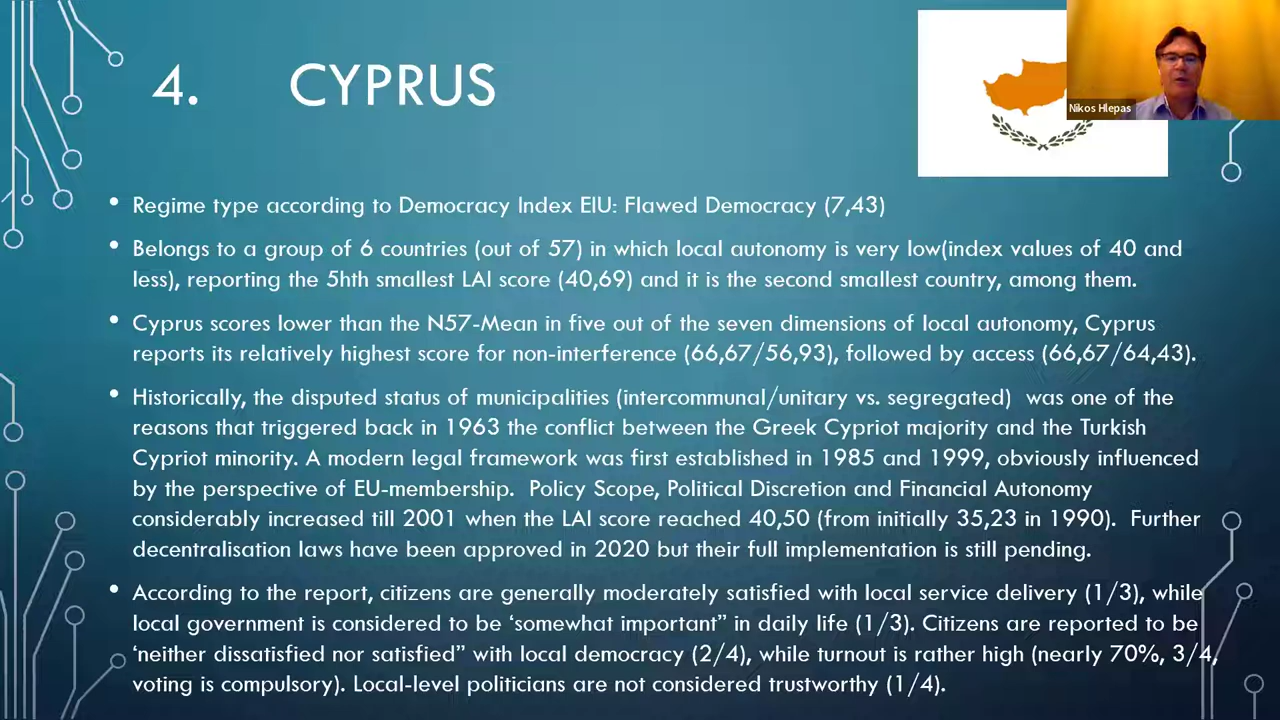 4. CYPRUS
Nikos Hlepas
• Regime type according to Democracy Index EIU: Flawed Democracy (7,43)
• Belongs to a group of 6 countries (out of 57) in which local autonomy is very low(index values of 40 and
less), reporting the 5hth smallest LAI score (40,69) and it is the second smallest country, among them.
• Cyprus scores lower than the N57-Mean in five out of the seven dimensions of local autonomy, Cyprus
reports its relatively highest score for non-interference (66,67/56,93), followed by access (66,67/64,43).
• Historically, the disputed status of municipalities (intercommunal/unitary vs. segregated)  was one of the
reasons that triggered back in 1963 the conflict between the Greek Cypriot majority and the Turkish
Cypriot minority. A modern legal framework was first established in 1985 and 1999, obviously influenced
by the perspective of EU-membership.  Policy Scope, Political Discretion and Financial Autonomy
considerably increased till 2001 when the LAI score reached 40,50 (from initially 35,23 in 1990).  Further
decentralisation laws have been approved in 2020 but their full implementation is still pending.
• According to the report, citizens are generally moderately satisfied with local service delivery (1/3), while
local government is considered to be ‘somewhat important” in daily life (1/3). Citizens are reported to be
‘neither dissatisfied nor satisfied” with local democracy (2/4), while turnout is rather high (nearly 70%, 3/4,
voting is compulsory). Local-level politicians are not considered trustworthy (1/4).